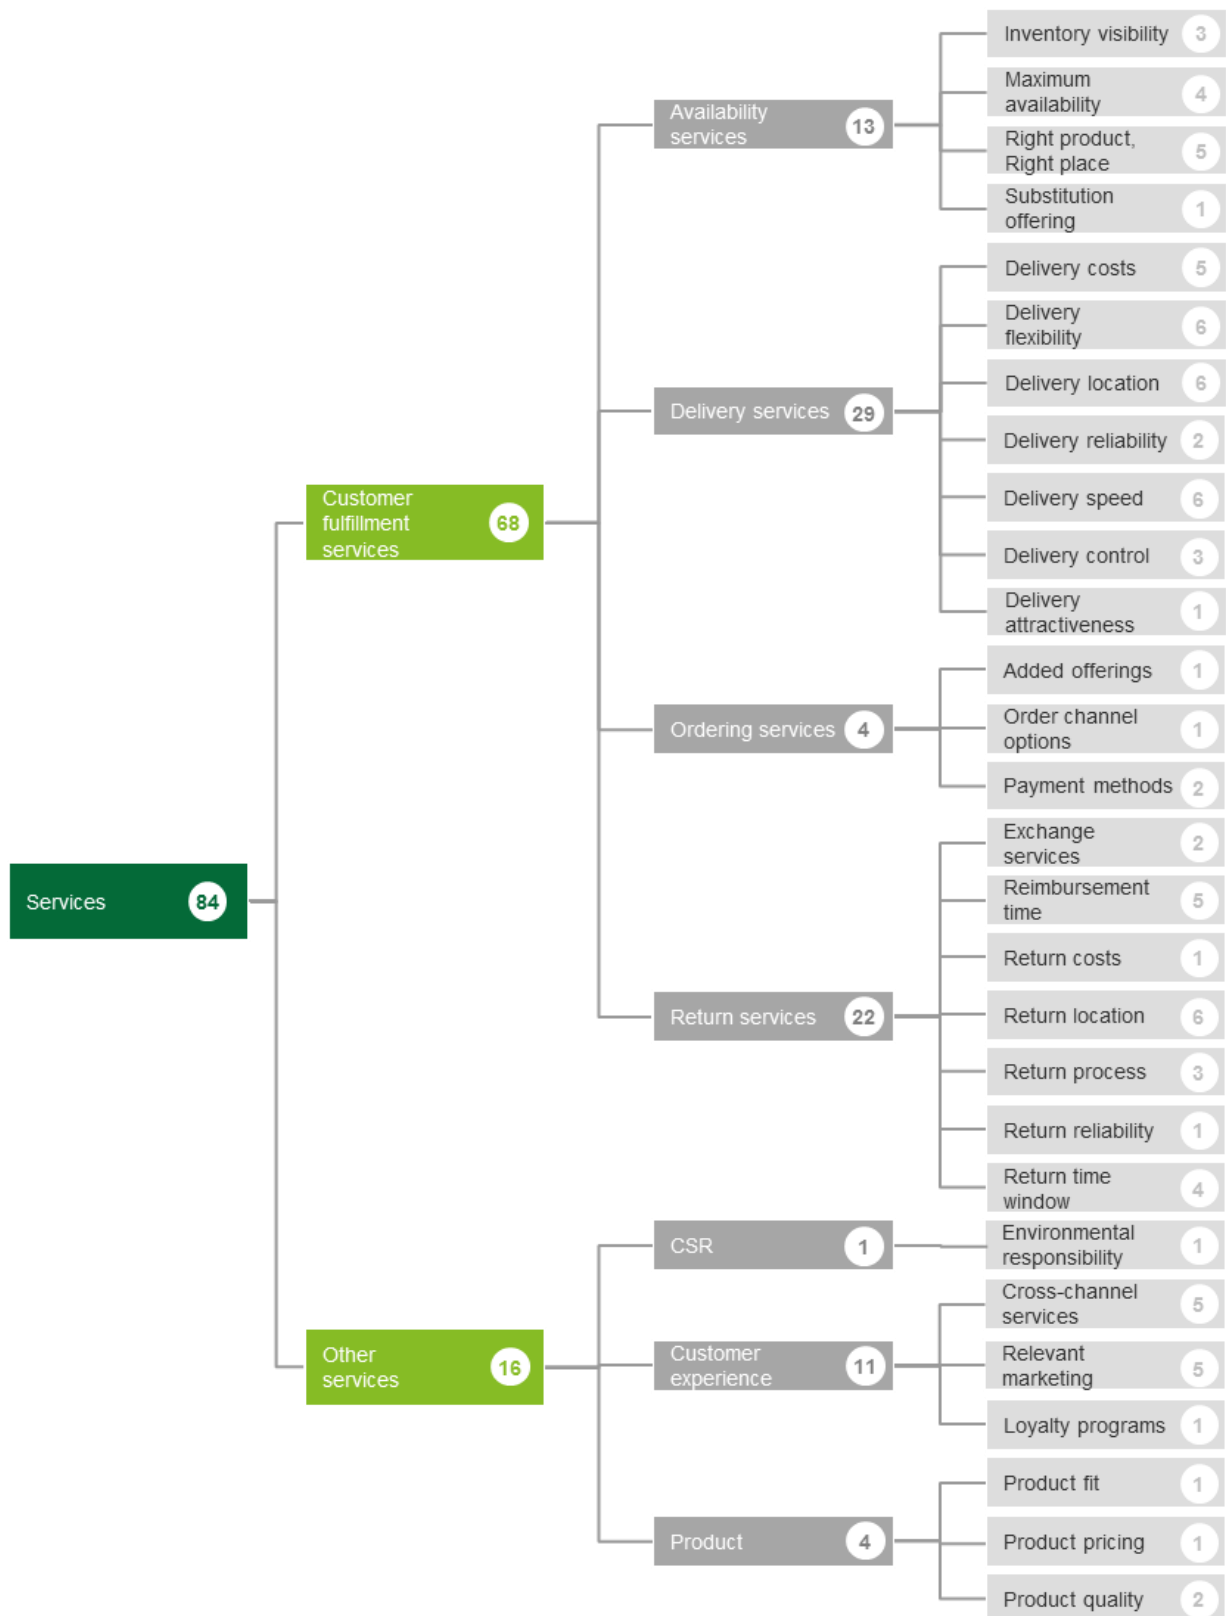 Services 84
Customer
fulfillment
services 68
Availability
services 13
Inventory visibility 3
Maximum
availability 4
Right product,
Right place 5
Substitution
offering 1
Delivery services 29
Delivery costs 5
Delivery
flexibility 6
Delivery location 6
Delivery reliability 2
Delivery speed 6
Delivery control 3
Delivery
attractiveness 1
Ordering services 4
Added offerings 1
Order channel
options 1
Payment methods 2
Return services 22
Exchange
services 2
Reimbursement
time 5
Return costs 1
Return location 6
Return process 3
Return reliability 1
Return time
window 4
Other
services 16
CSR 1
Environmental
responsibility 1
Customer
experience 11
Cross-channel
services 5
Relevant
marketing 5
Loyalty programs 1
Product 4
Product fit 1
Product pricing 1
Product quality 2